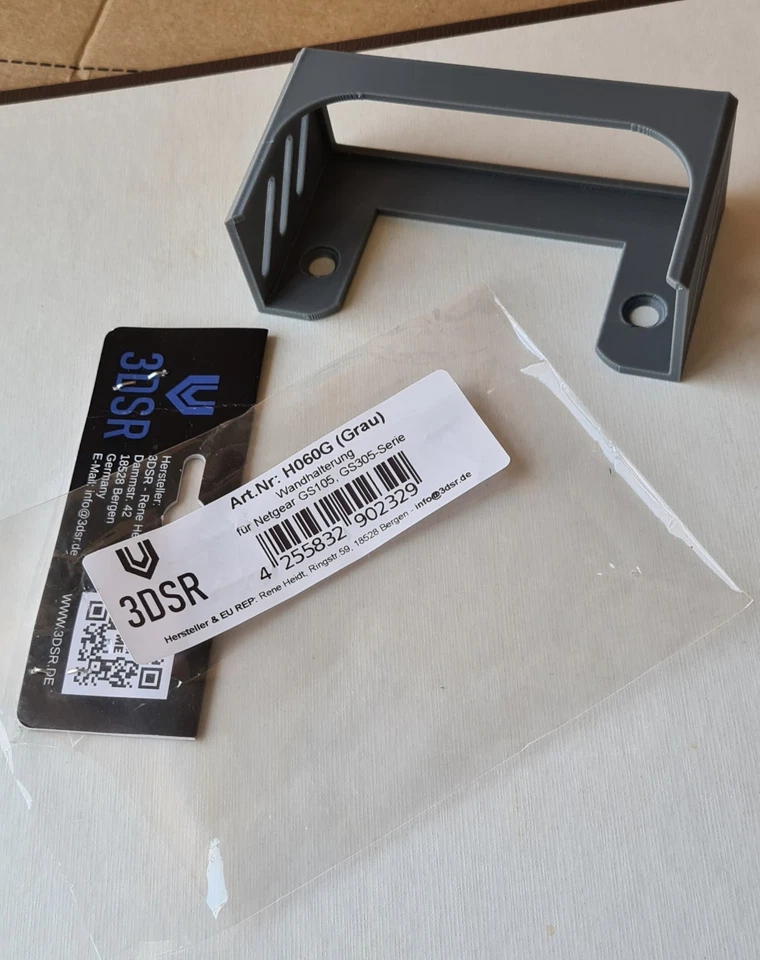 3DSR
Hersteller:
3DSR - Rene He
Dammstr. 42
18528 Bergen
Germany
E-Mail: info@3dsr.de
WWW.3DSR.DE
ME
Art.Nr: H060G (Grau)
Wandhalterung
für Netgear GS105, GS305-Serie
4 255832 902329
3DSR
Hersteller & EU REP: Rene Heidt, Ringstr.59, 18528 Bergen - info@3dsr.de